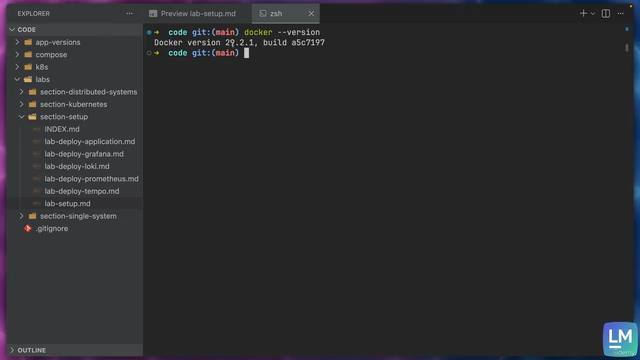 EXPLORER
···
Preview lab-setup.md
zsh
CODE
app-versions
compose
k8s
labs
section-distributed-systems
section-kubernetes
section-setup
INDEX.md
lab-deploy-application.md
lab-deploy-grafana.md
lab-deploy-loki.md
lab-deploy-prometheus.md
lab-deploy-tempo.md
lab-setup.md
section-single-system
.gitignore
OUTLINE
➜ code git:(main) docker --version
Docker version 29.2.1, build a5c7197
➜ code git:(main)
LM
udemy